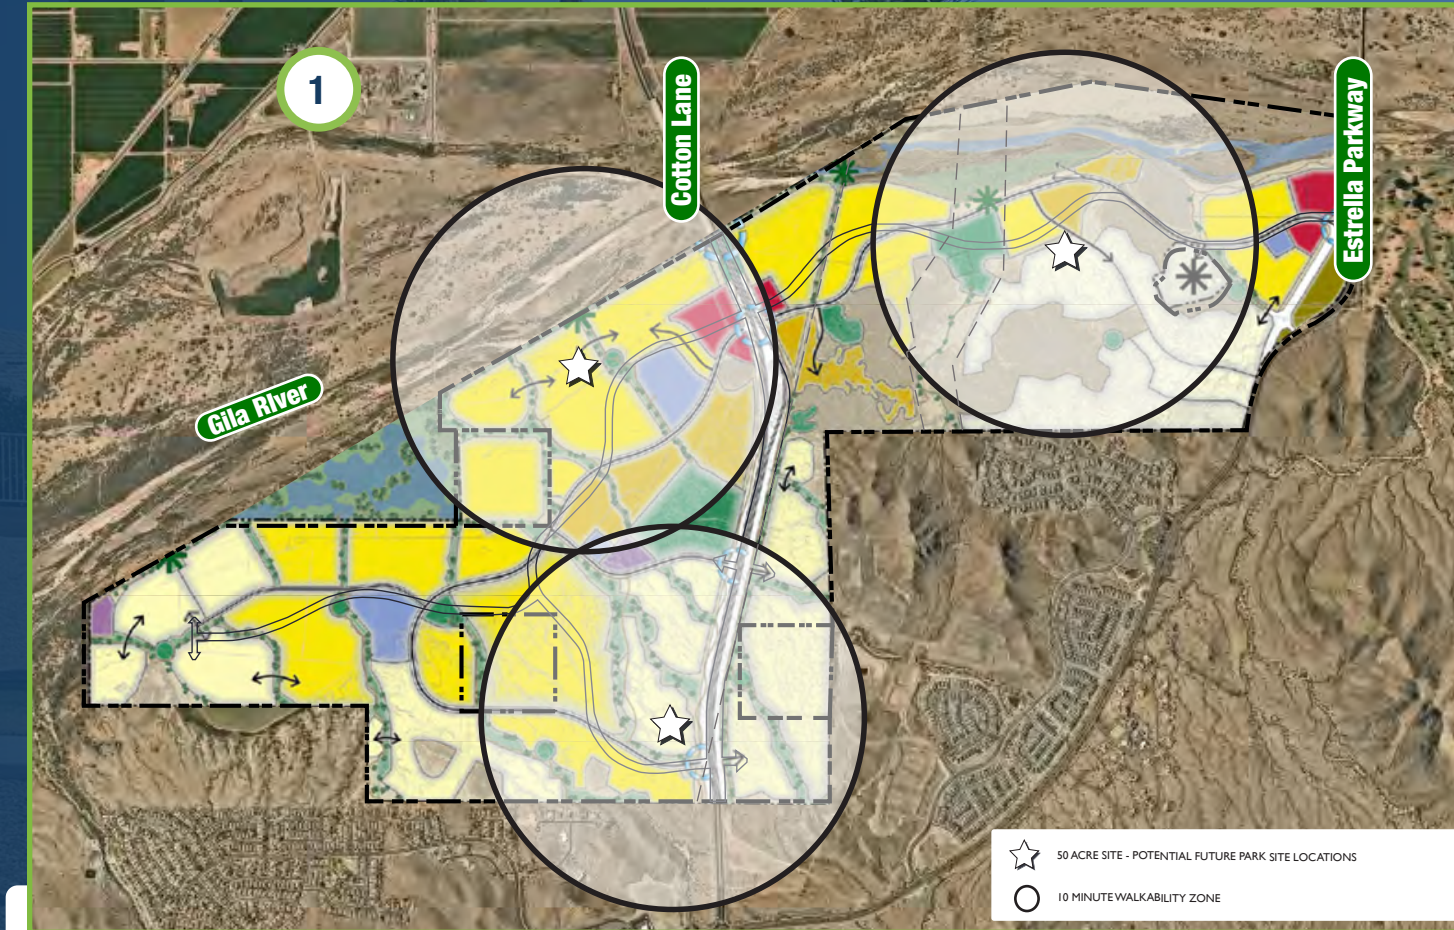 1
Cotton Lane
Estrella Parkway
Gila RIver
50 ACRE SITE - POTENTIAL FUTURE PARK SITE LOCATIONS
10 MINUTE WALKABILITY ZONE